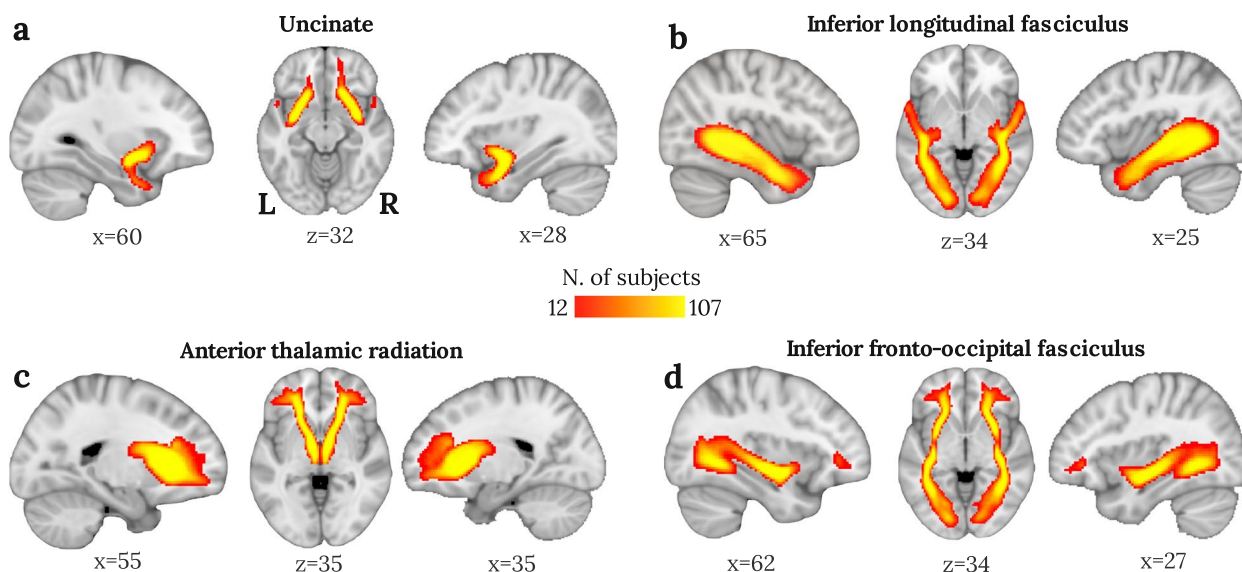 a
Uncinate
L
R
x=60
z=32
x=28
b
Inferior longitudinal fasciculus
x=65
z=34
x=25
N. of subjects
12
107
c
Anterior thalamic radiation
x=55
z=35
x=35
d
Inferior fronto-occipital fasciculus
x=62
z=34
x=27